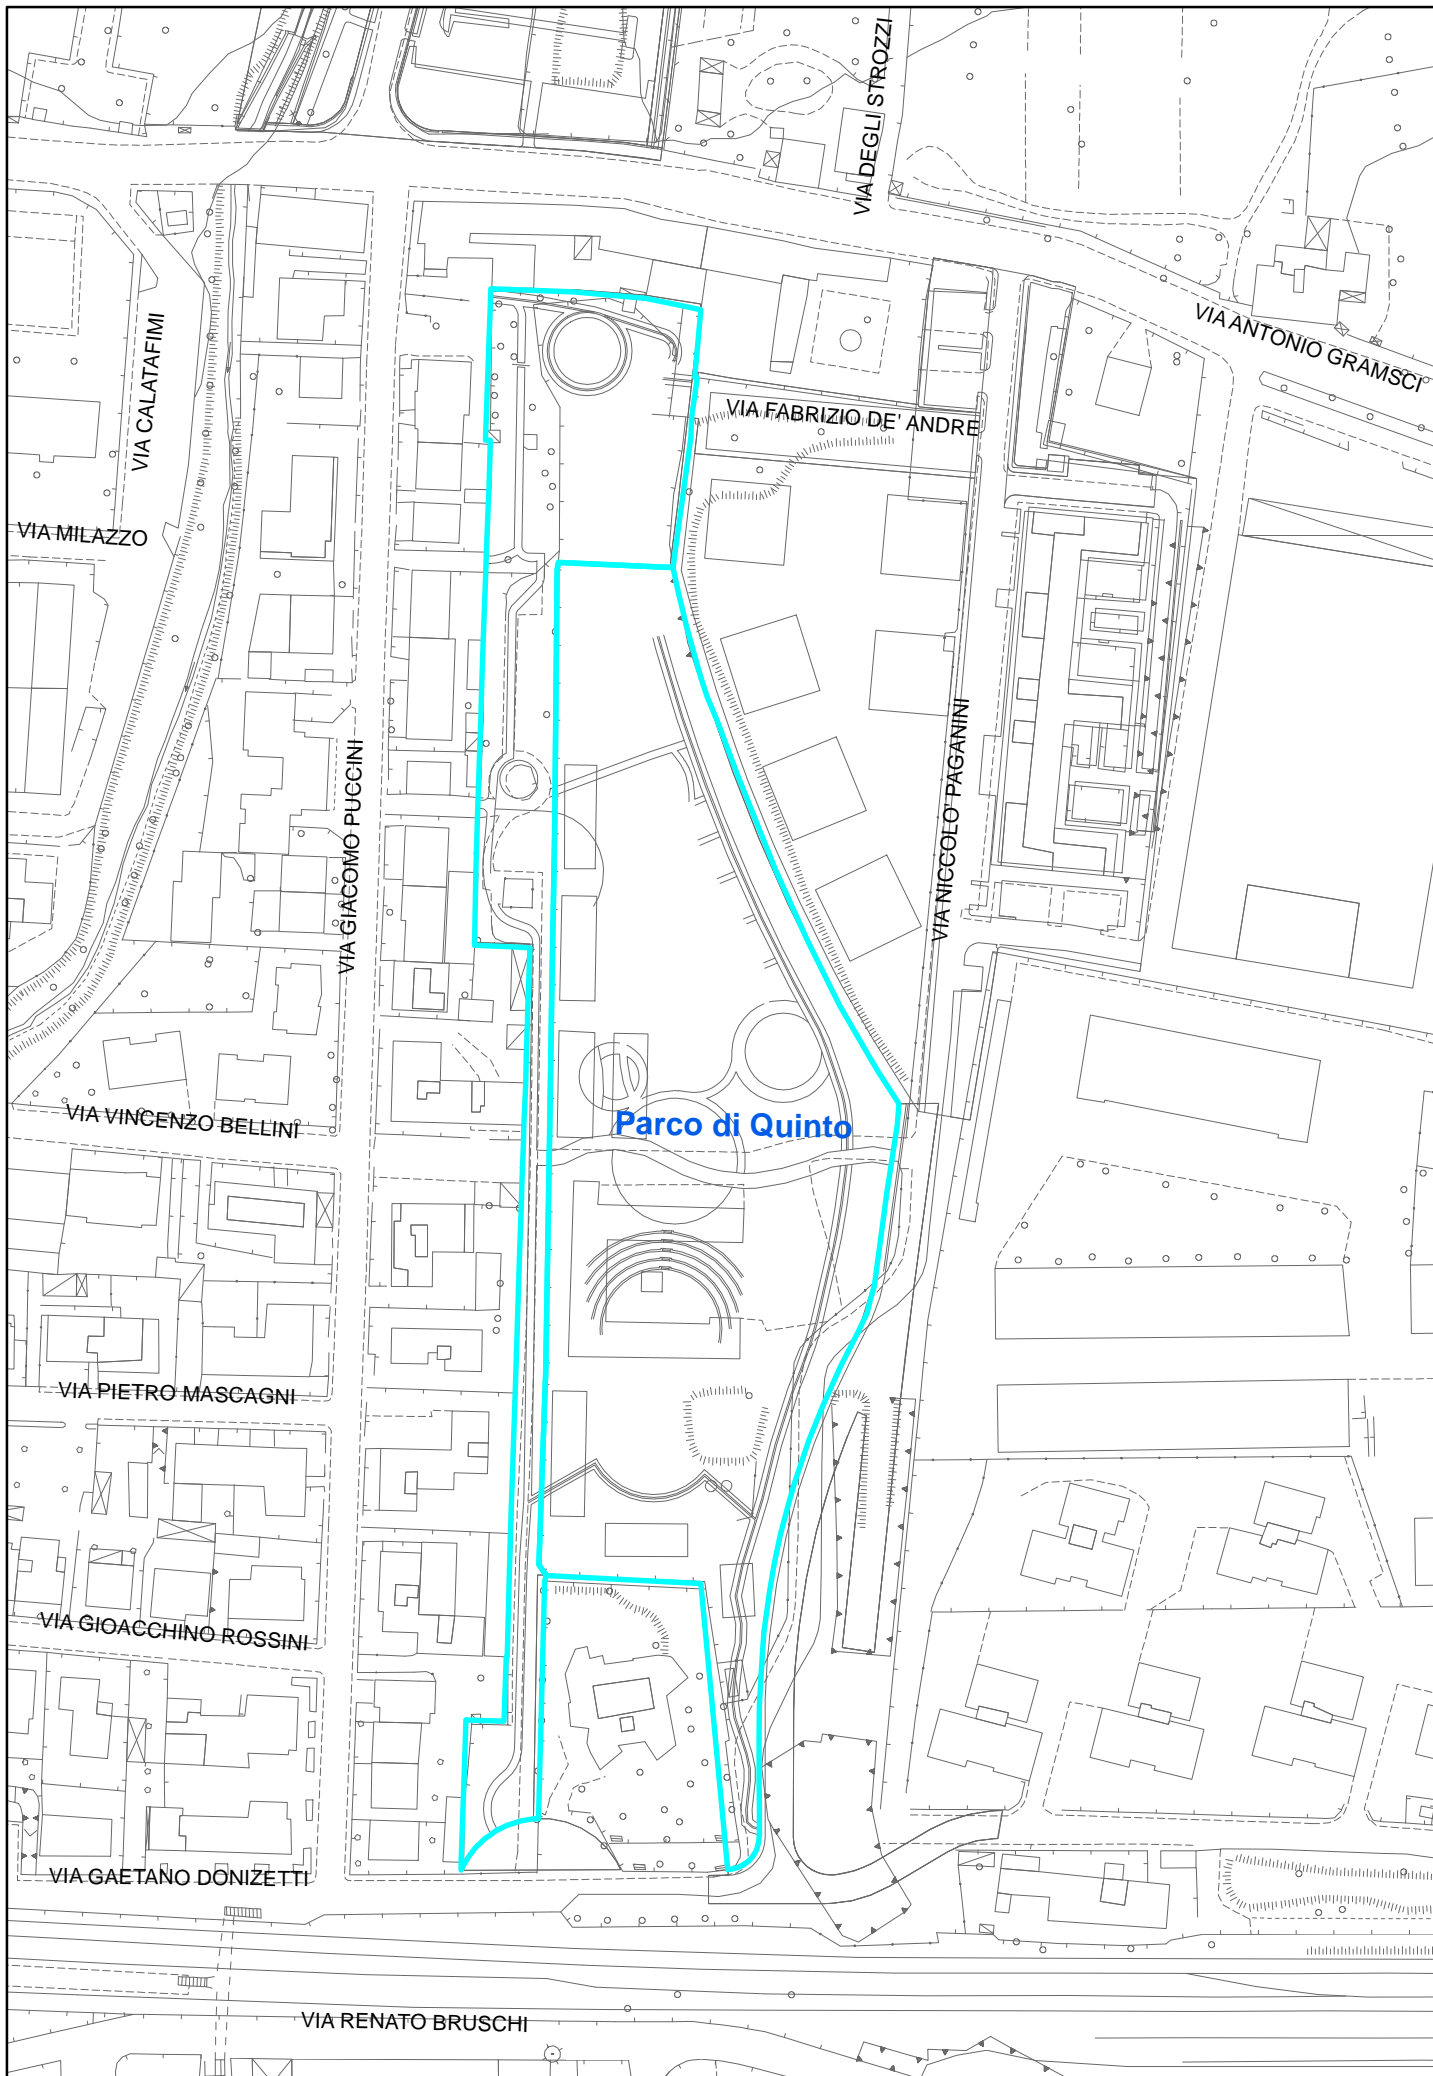 VIA DEGLI STROZZI
VIA ANTONIO GRAMSCI
VIA CALATAFIMI
VIA FABRIZIO DE' ANDRE
VIA MILAZZO
VIA GIACOMO PUCCINI
VIA NICCOLO' PAGANINI
VIA VINCENZO BELLINI
Parco di Quinto
VIA PIETRO MASCAGNI
VIA GIOACCHINO ROSSINI
VIA GAETANO DONIZETTI
VIA RENATO BRUSCHI